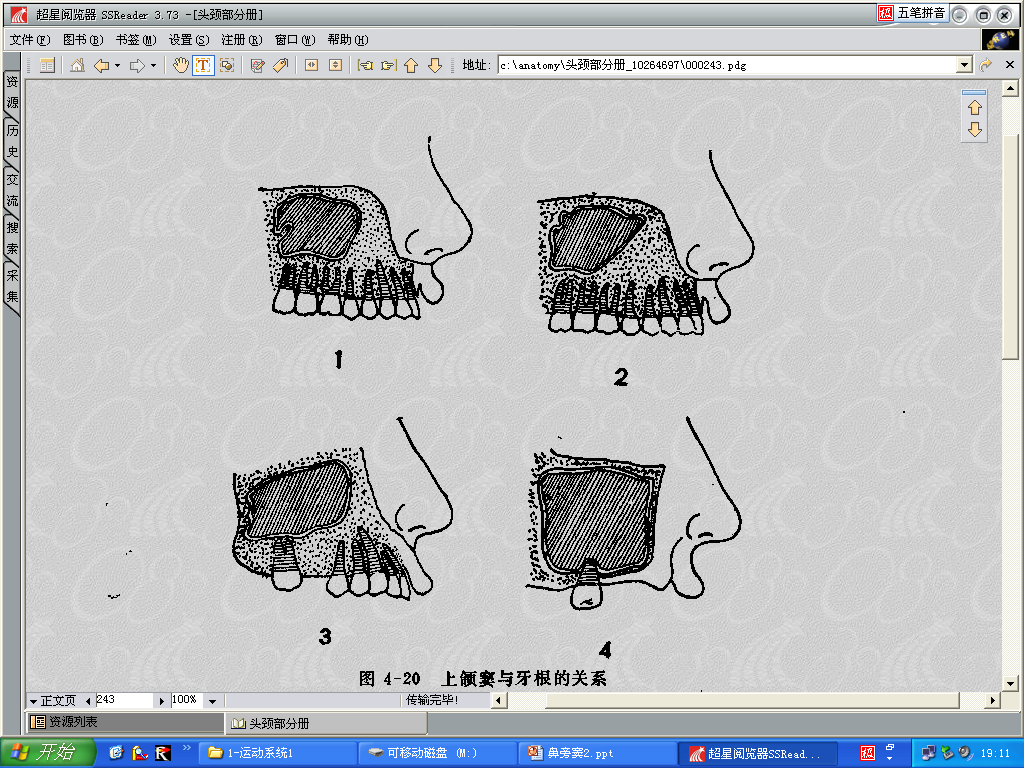 超星阅览器 SSReader 3.73 -[头颈部分册]
五笔拼音
文件(F) 图书(B) 书签(M) 设置(S) 注册(R) 窗口(W) 帮助(H)
地址: c:\anatomy\头颈部分册_10264697\000243.pdg
资源
历史
交流
搜索
采集
1
2
3
4
图 4-20 上颌窦与牙根的关系
正文页 243 100% 传输完毕!
资源列表 头颈部分册
开始 1-运动系统1 可移动磁盘 (M:) 鼻旁窦2.ppt 超星阅览器SSRead... 19:11